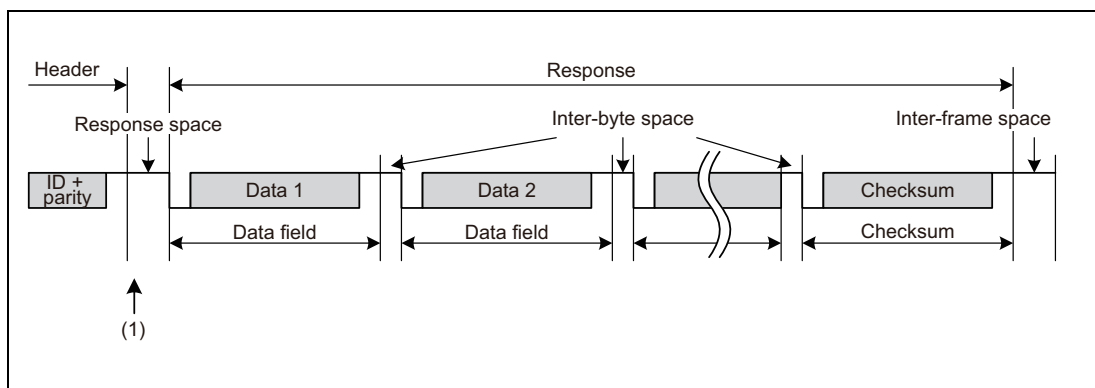 Header
Response
Response space
Inter-byte space
Inter-frame space
ID +
parity
Data 1
Data 2
Checksum
Data field
Data field
Checksum
(1)